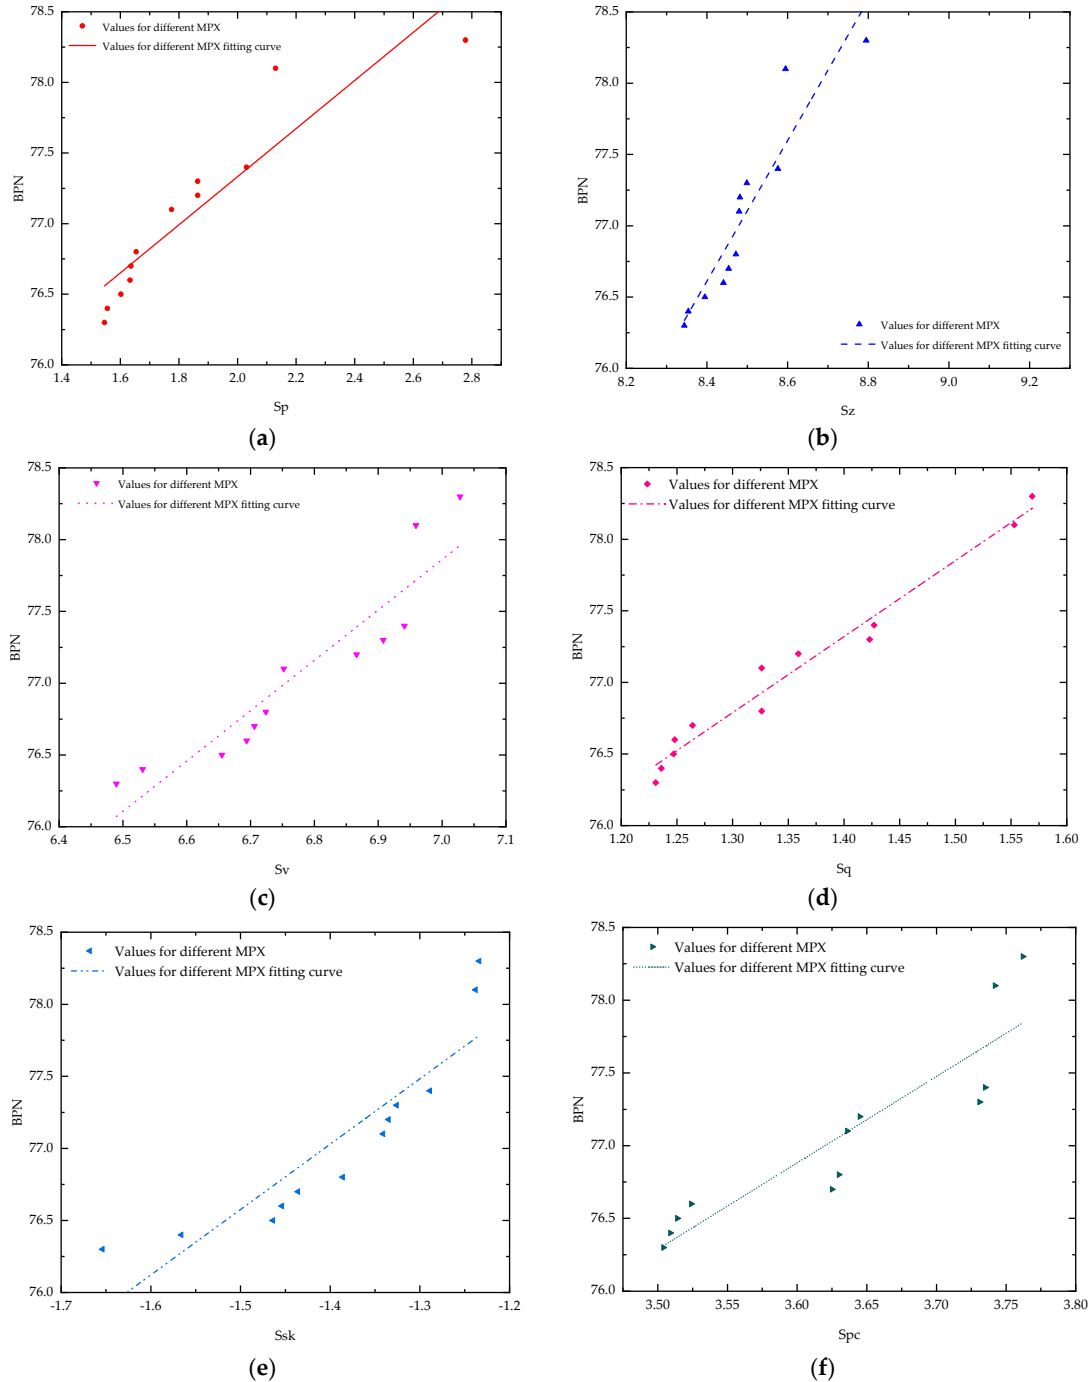 78.5
78.0
77.5
77.0
76.5
76.0
BPN
Values for different MPX
Values for different MPX fitting curve
1.4 1.6 1.8 2.0 2.2 2.4 2.6 2.8
Sp
(a)
78.5
78.0
77.5
77.0
76.5
76.0
BPN
Values for different MPX
Values for different MPX fitting curve
8.2 8.4 8.6 8.8 9.0 9.2
Sz
(b)
78.5
78.0
77.5
77.0
76.5
76.0
BPN
Values for different MPX
Values for different MPX fitting curve
6.4 6.5 6.6 6.7 6.8 6.9 7.0 7.1
Sv
(c)
78.5
78.0
77.5
77.0
76.5
76.0
BPN
Values for different MPX
Values for different MPX fitting curve
1.20 1.25 1.30 1.35 1.40 1.45 1.50 1.55 1.60
Sq
(d)
78.5
78.0
77.5
77.0
76.5
76.0
BPN
Values for different MPX
Values for different MPX fitting curve
-1.7 -1.6 -1.5 -1.4 -1.3 -1.2
Ssk
(e)
78.5
78.0
77.5
77.0
76.5
76.0
BPN
Values for different MPX
Values for different MPX fitting curve
3.50 3.55 3.60 3.65 3.70 3.75 3.80
Spc
(f)